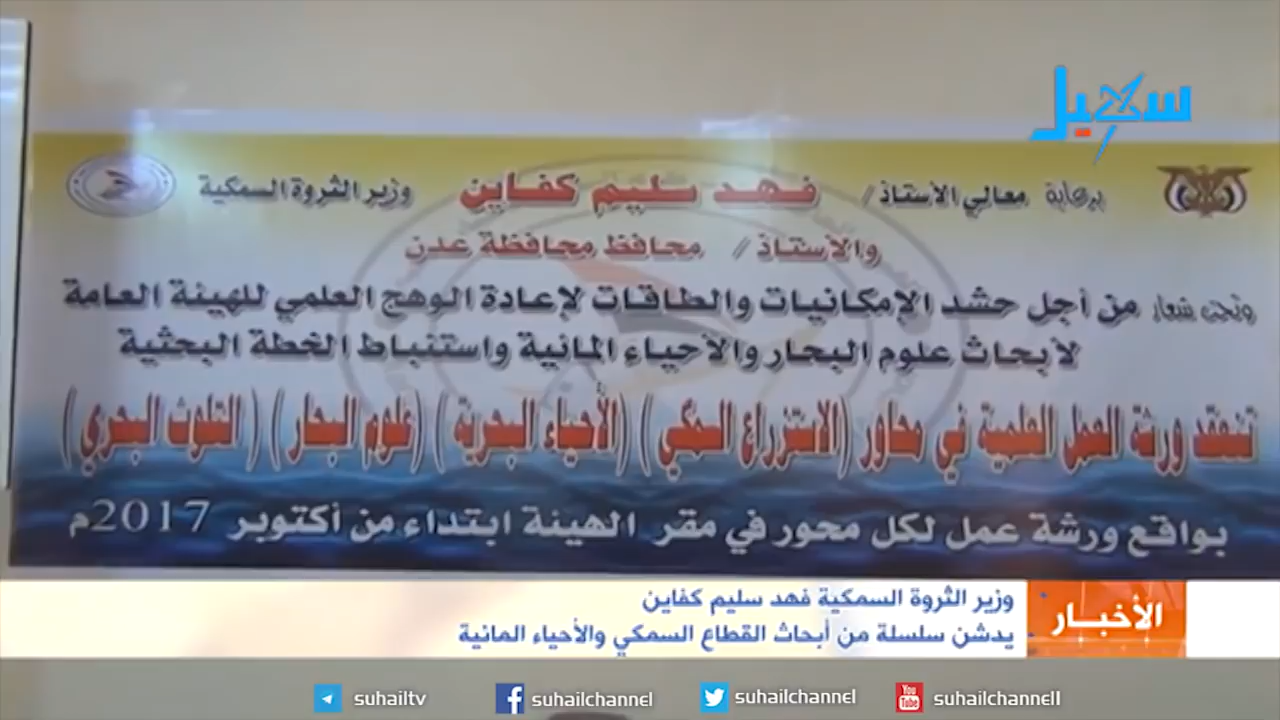 سهيل
برعاية معالي الأستاذ / فهد سليم كفاين وزير الثروة السمكية
والأستاذ / محافظ محافظة عدن
وتحت شعار من أجل حشد الإمكانيات والطاقات لإعادة الوهج العلمي للهيئة العامة
لأبحاث علوم البحار والأحياء المائية واستنباط الخطة البحثية
تنعقد ورشة العمل العلمية في محاور (الاستزراع السمكي) (الأحياء البحرية) (علوم البحار) (التلوث البحري)
بواقع ورشة عمل لكل محور في مقر الهيئة ابتداء من أكتوبر 2017م
الأخبار
وزير الثروة السمكية فهد سليم كفاين
يدشن سلسلة من أبحاث القطاع السمكي والأحياء المائية
suhailtv suhailchannel suhailchannel You Tube suhailchannell